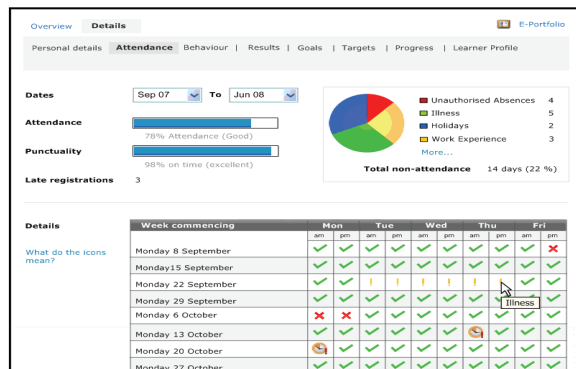 Overview Details E-Portfolio
Personal details Attendance Behaviour | Results | Goals | Targets | Progress | Learner Profile
Dates Sep 07 To Jun 08
Attendance
78% Attendance (Good)
Punctuality
98% on time (excellent)
Late registrations 3
Unauthorised Absences 4
Illness 5
Holidays 2
Work Experience 3
More...
Total non-attendance 14 days (22 %)
Details Week commencing Mon Tue Wed Thu Fri
am pm am pm am pm am pm am pm
What do the icons mean?
Monday 8 September
Monday15 September
Monday 22 September
Illness
Monday 29 September
Monday 6 October
Monday 13 October
Monday 20 October
Monday 27 October